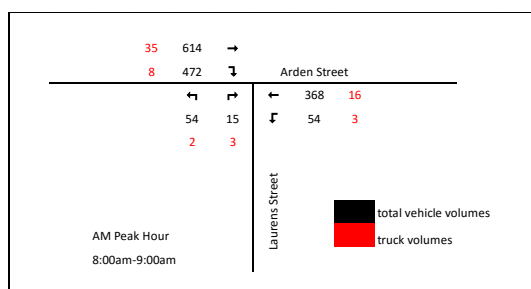 35 614 →
8 472 ↴ Arden Street
↰ ↱ ← 368 16
54 15 ↰ 54 3
2 3
Laurens Street
total vehicle volumes
AM Peak Hour truck volumes
8:00am-9:00am